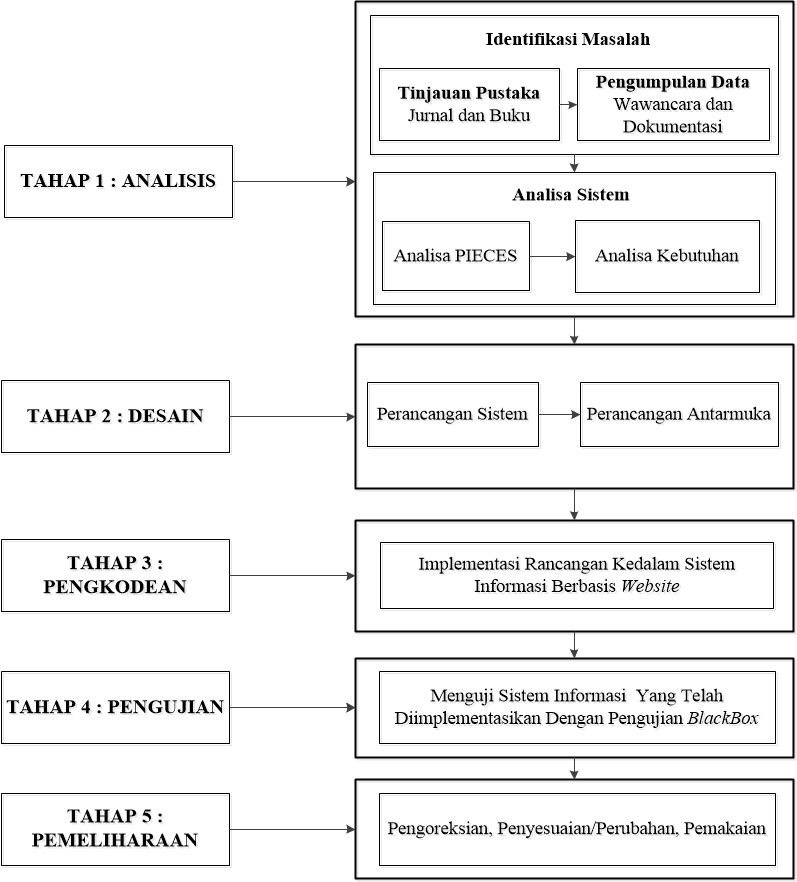 Identifikasi Masalah
Tinjauan Pustaka
Jurnal dan Buku
Pengumpulan Data
Wawancara dan
Dokumentasi
TAHAP 1 : ANALISIS
Analisa Sistem
Analisa PIECES
Analisa Kebutuhan
TAHAP 2 : DESAIN
Perancangan Sistem
Perancangan Antarmuka
TAHAP 3 :
PENGKODEAN
Implementasi Rancangan Kedalam Sistem
Informasi Berbasis Website
TAHAP 4 : PENGUJIAN
Menguji Sistem Informasi  Yang Telah
Diimplementasikan Dengan Pengujian BlackBox
TAHAP 5 :
PEMELIHARAAN
Pengoreksian, Penyesuaian/Perubahan, Pemakaian